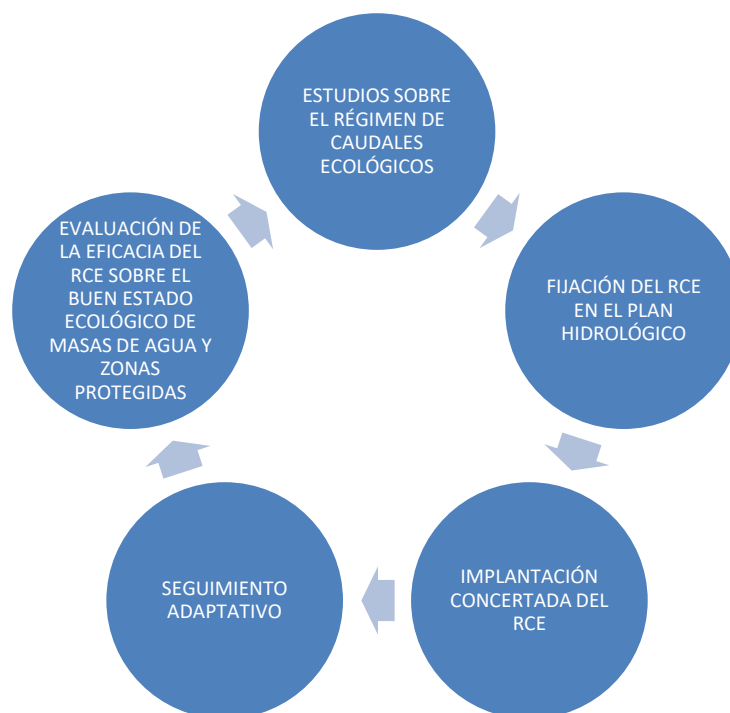 ESTUDIOS SOBRE
EL RÉGIMEN DE
CAUDALES
ECOLÓGICOS
FIJACIÓN DEL RCE
EN EL PLAN
HIDROLÓGICO
IMPLANTACIÓN
CONCERTADA DEL
RCE
SEGUIMIENTO
ADAPTATIVO
EVALUACIÓN DE
LA EFICACIA DEL
RCE SOBRE EL
BUEN ESTADO
ECOLÓGICO DE
MASAS DE AGUA Y
ZONAS
PROTEGIDAS